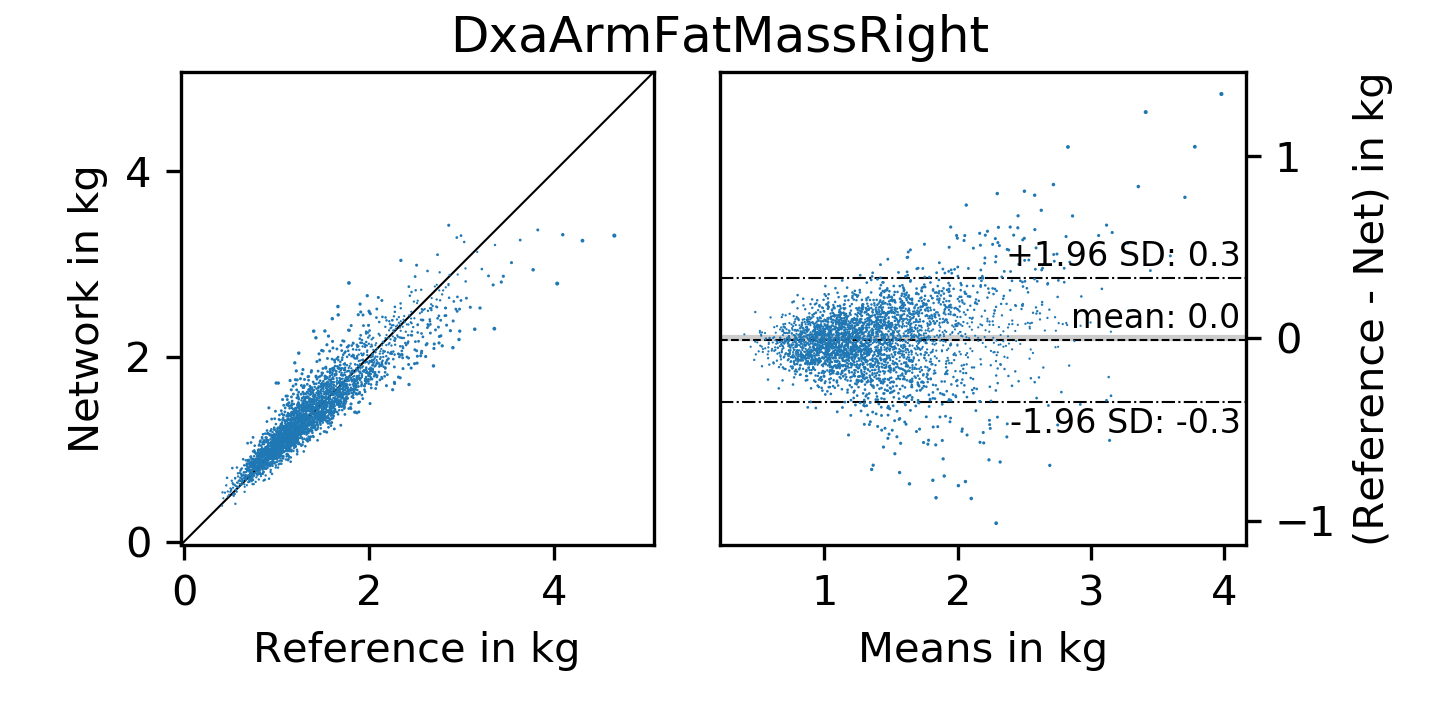 DxaArmFatMassRight
Network in kg
4
2
0
0 2 4
Reference in kg
+1.96 SD: 0.3
mean: 0.0
-1.96 SD: -0.3
1 2 3 4
Means in kg
1
0
−1
(Reference - Net) in kg